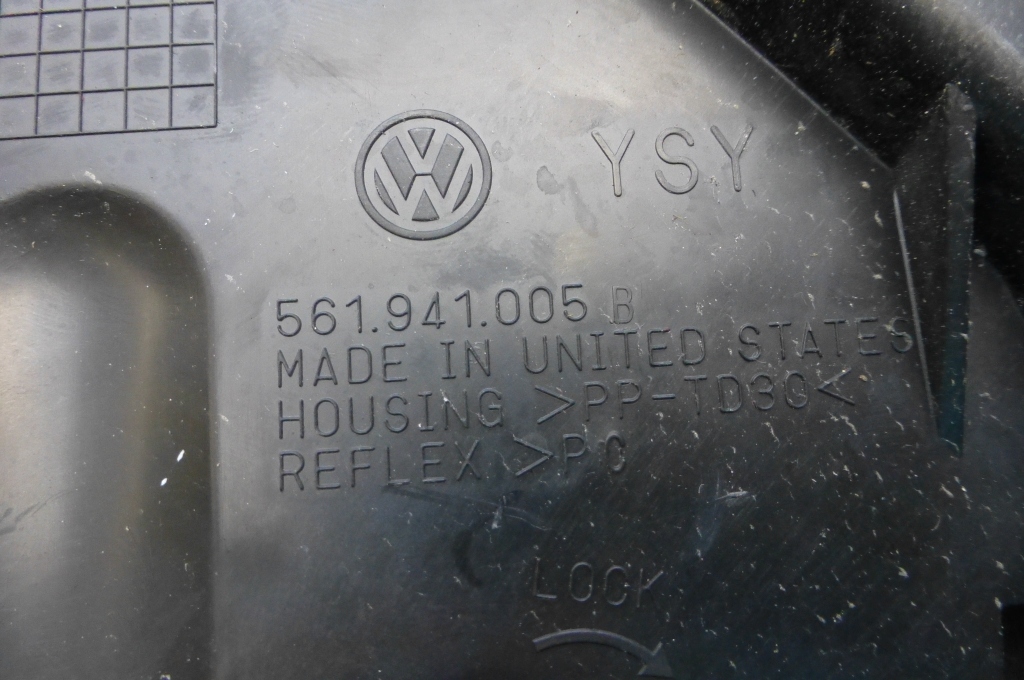 YSY
561.941.005 B
MADE IN UNITED STATES
HOUSING >PP-TD30<
REFLEX >PC
LOCK